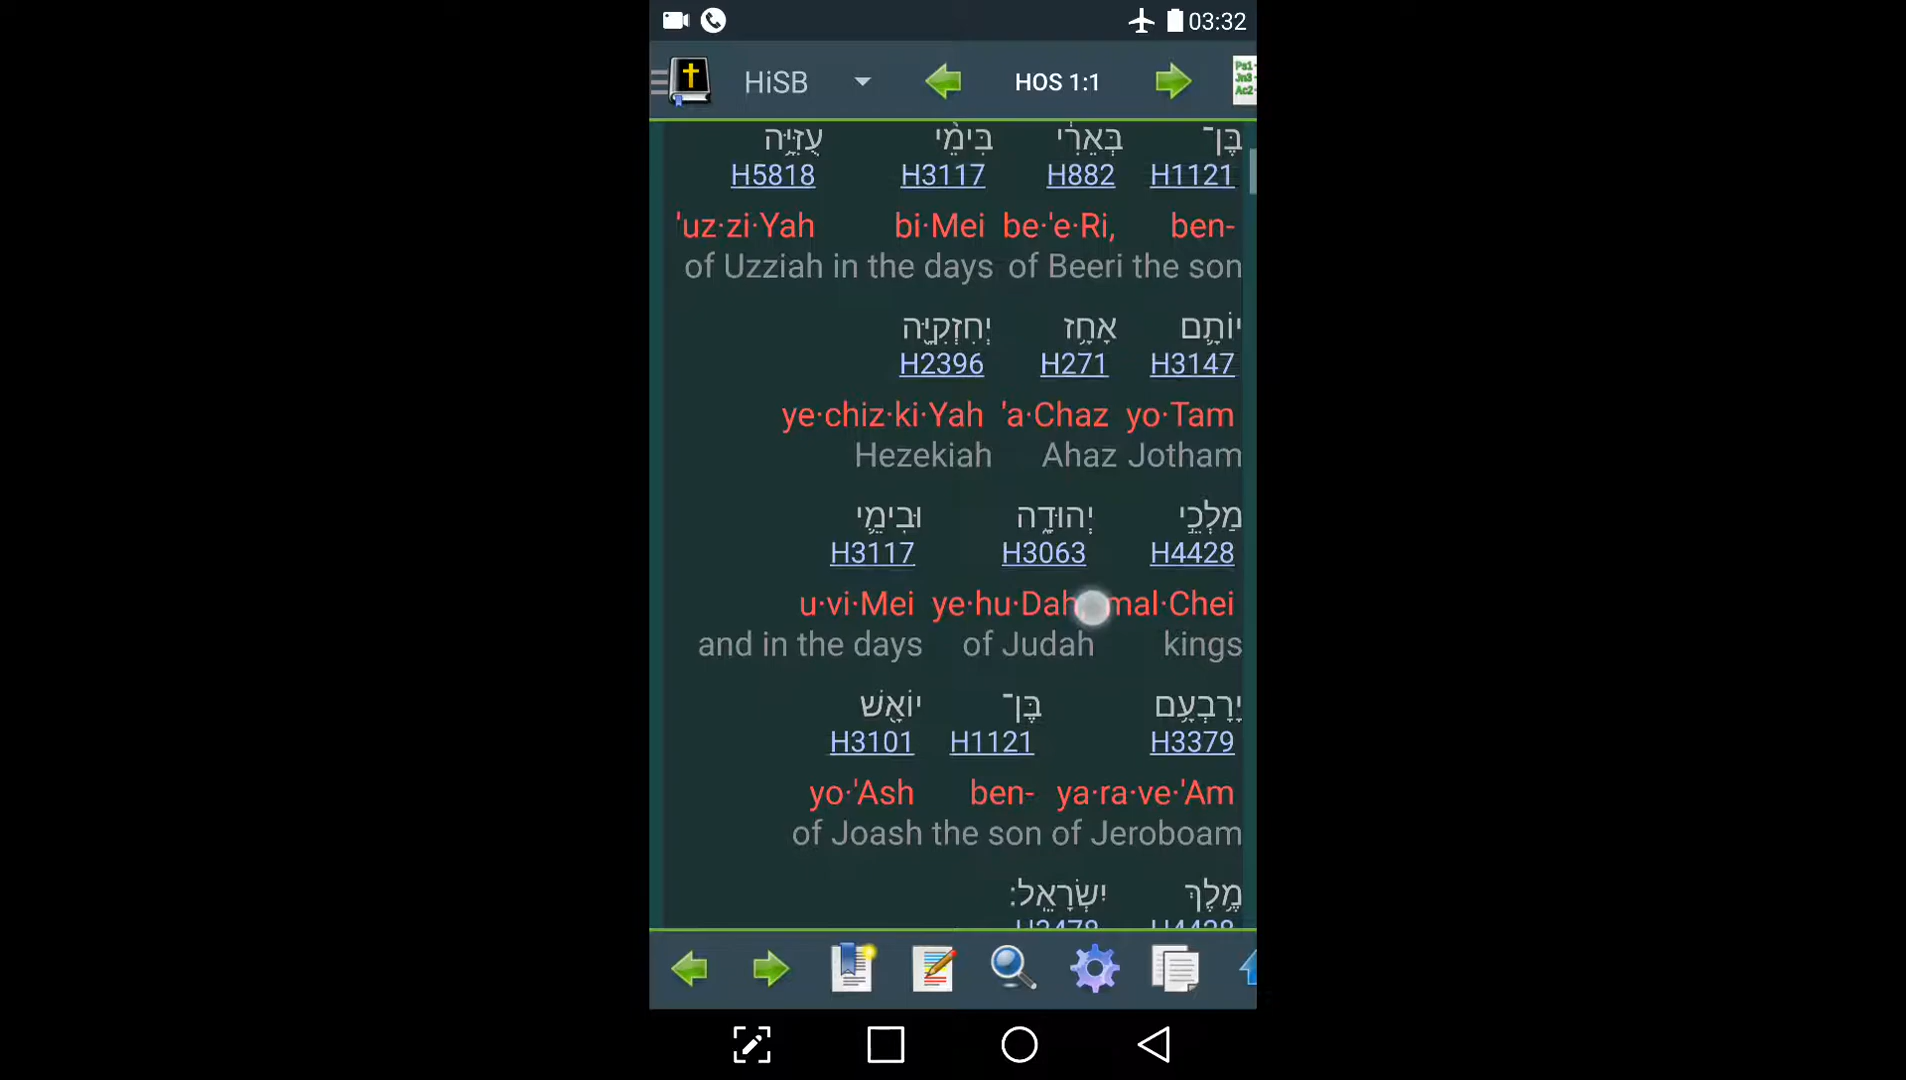 03:32
HiSB HOS 1:1
בֶּן־ בְּאֵרִ֔י בִּימֵ֨י עֻזִּיָּ֥ה
H1121 H882 H3117 H5818
'uz·zi·Yah bi·Mei be·'e·Ri, ben-
of Uzziah in the days of Beeri the son
יוֹתָ֛ם אָחָ֥ז יְחִזְקִיָּ֖ה
H3147 H271 H2396
ye·chiz·ki·Yah 'a·Chaz yo·Tam
Hezekiah Ahaz Jotham
מַלְכֵ֣י יְהוּדָ֑ה וּבִימֵ֛י
H4428 H3063 H3117
u·vi·Mei ye·hu·Dah mal·Chei
and in the days of Judah kings
יָרָבְעָ֥ם בֶּן־ יוֹאָ֖שׁ
H3379 H1121 H3101
yo·'Ash ben- ya·ra·ve·'Am
of Joash the son of Jeroboam
מֶ֥לֶךְ יִשְׂרָאֵֽל׃
H4428 H3478